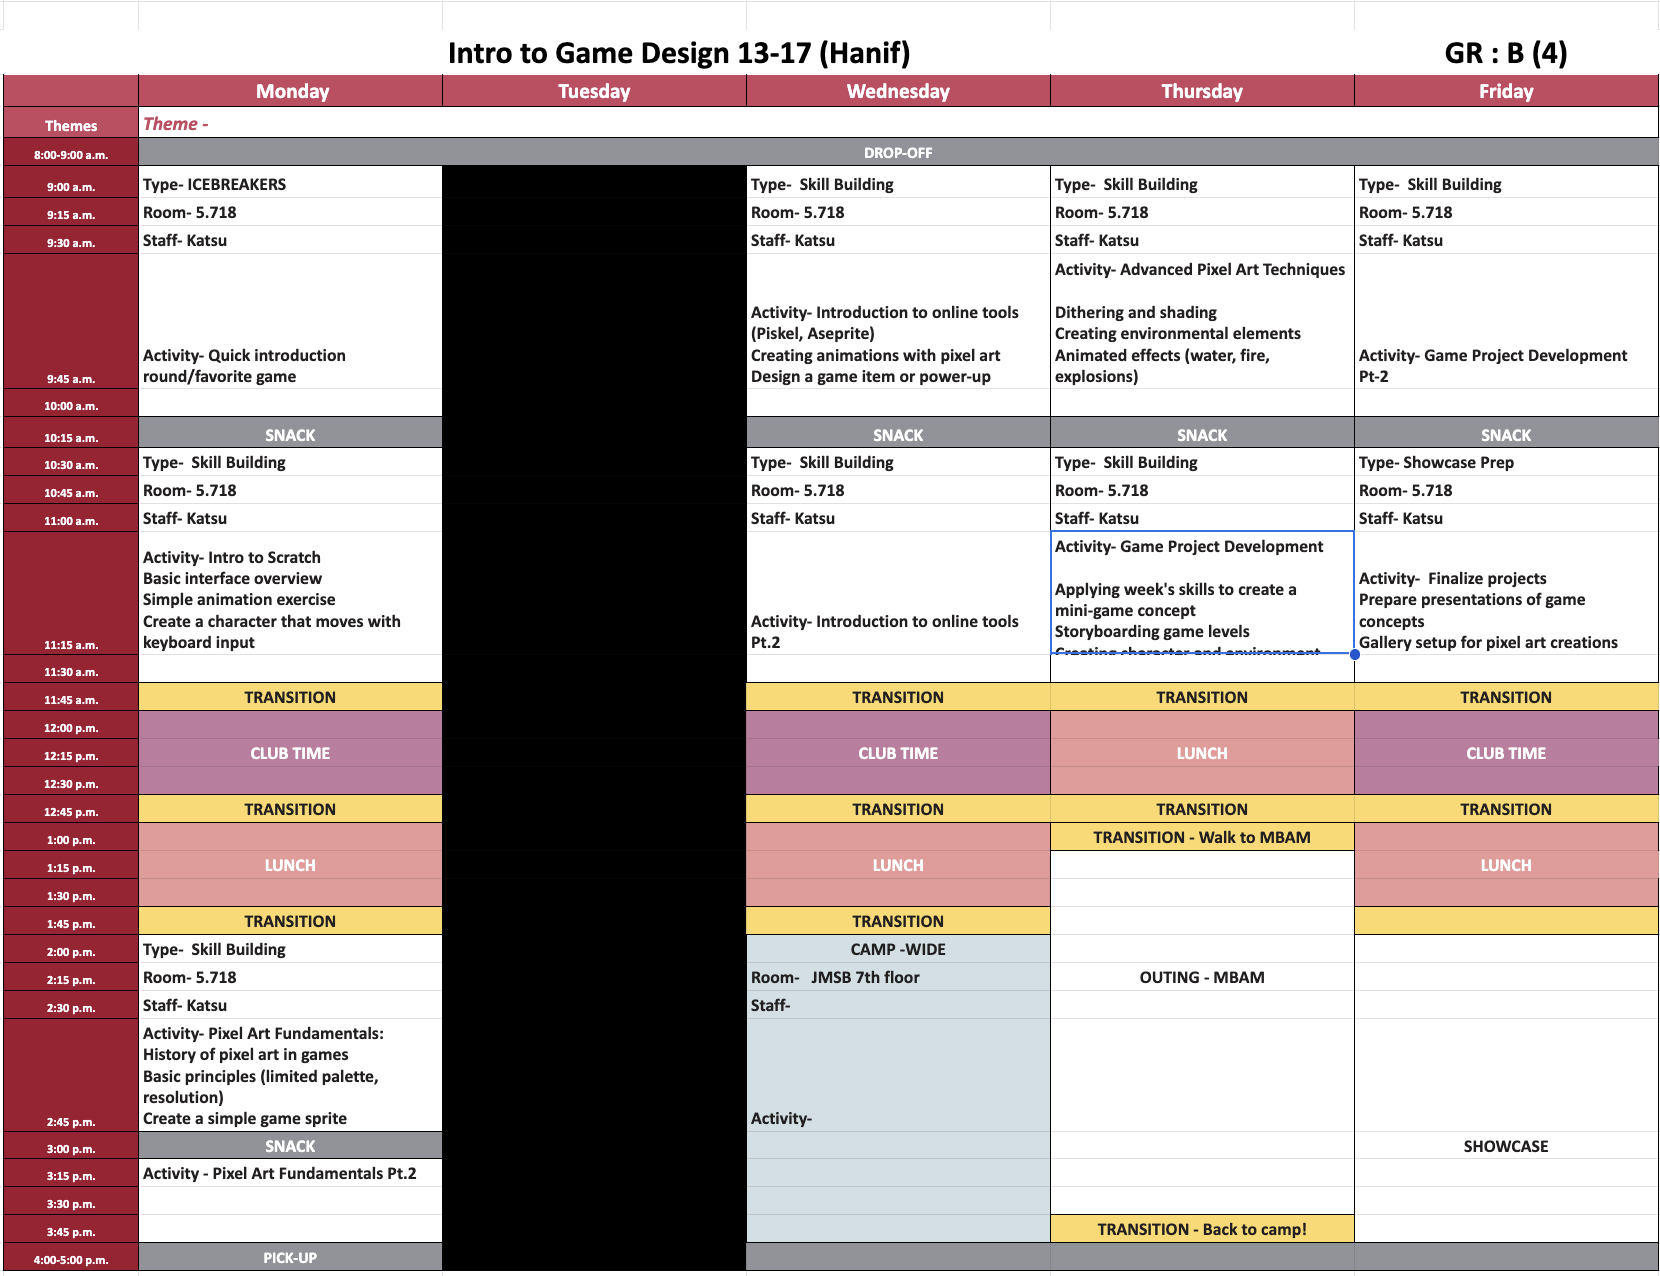 Intro to Game Design 13-17 (Hanif) GR : B (4)
Monday Tuesday Wednesday Thursday Friday
Themes Theme -
8:00-9:00 a.m. DROP-OFF
9:00 a.m. Type- ICEBREAKERS Type- Skill Building Type- Skill Building Type- Skill Building
9:15 a.m. Room- 5.718 Room- 5.718 Room- 5.718 Room- 5.718
9:30 a.m. Staff- Katsu Staff- Katsu Staff- Katsu Staff- Katsu
9:45 a.m.
Activity- Quick introduction
round/favorite game
Activity- Introduction to online tools
(Piskel, Aseprite)
Creating animations with pixel art
Design a game item or power-up
Activity- Advanced Pixel Art Techniques
Dithering and shading
Creating environmental elements
Animated effects (water, fire,
explosions)
Activity- Game Project Development
Pt-2
10:00 a.m.
10:15 a.m. SNACK SNACK SNACK SNACK
10:30 a.m. Type- Skill Building Type- Skill Building Type- Skill Building Type- Showcase Prep
10:45 a.m. Room- 5.718 Room- 5.718 Room- 5.718 Room- 5.718
11:00 a.m. Staff- Katsu Staff- Katsu Staff- Katsu Staff- Katsu
11:15 a.m.
Activity- Intro to Scratch
Basic interface overview
Simple animation exercise
Create a character that moves with
keyboard input
Activity- Introduction to online tools
Pt.2
Activity- Game Project Development
Applying week's skills to create a
mini-game concept
Storyboarding game levels
Creating character and environment
Activity- Finalize projects
Prepare presentations of game
concepts
Gallery setup for pixel art creations
11:30 a.m.
11:45 a.m. TRANSITION TRANSITION TRANSITION TRANSITION
12:00 p.m.
12:15 p.m. CLUB TIME CLUB TIME LUNCH CLUB TIME
12:30 p.m.
12:45 p.m. TRANSITION TRANSITION TRANSITION TRANSITION
1:00 p.m. TRANSITION - Walk to MBAM
1:15 p.m. LUNCH LUNCH LUNCH
1:30 p.m.
1:45 p.m. TRANSITION TRANSITION
2:00 p.m. Type- Skill Building CAMP -WIDE
2:15 p.m. Room- 5.718 Room- JMSB 7th floor OUTING - MBAM
2:30 p.m. Staff- Katsu Staff-
2:45 p.m.
Activity- Pixel Art Fundamentals:
History of pixel art in games
Basic principles (limited palette,
resolution)
Create a simple game sprite
Activity-
3:00 p.m. SNACK SHOWCASE
3:15 p.m. Activity - Pixel Art Fundamentals Pt.2
3:30 p.m.
3:45 p.m. TRANSITION - Back to camp!
4:00-5:00 p.m. PICK-UP